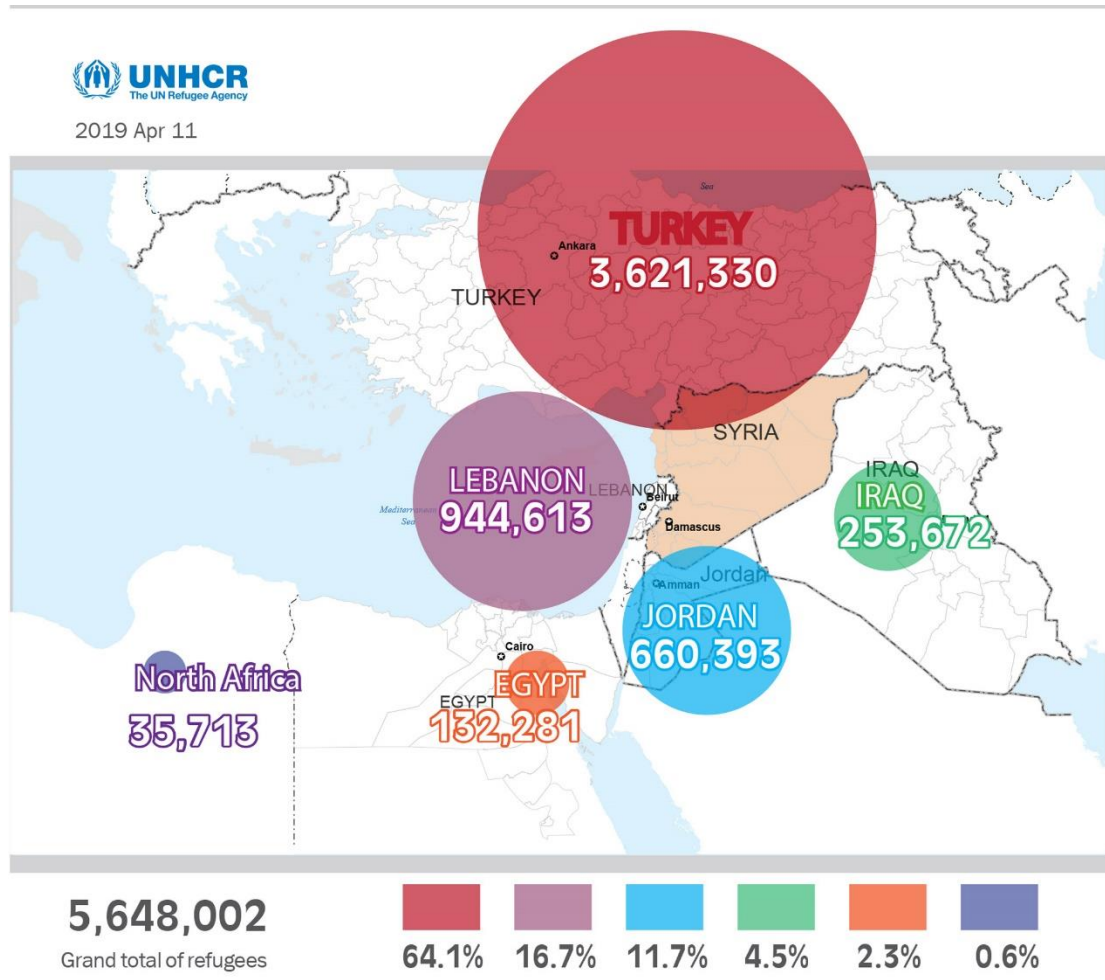 UNHCR
The UN Refugee Agency
2019 Apr 11
Sea
TURKEY
Ankara
3,621,330
TURKEY
SYRIA
LEBANON
944,613
LEBANON
Beirut
Mediterranean
Sea
Damascus
IRAQ
IRAQ
253,672
Jordan
Amman
JORDAN
660,393
Cairo
North Africa
35,713
EGYPT
EGYPT
132,281
5,648,002
Grand total of refugees
64.1% 16.7% 11.7% 4.5% 2.3% 0.6%